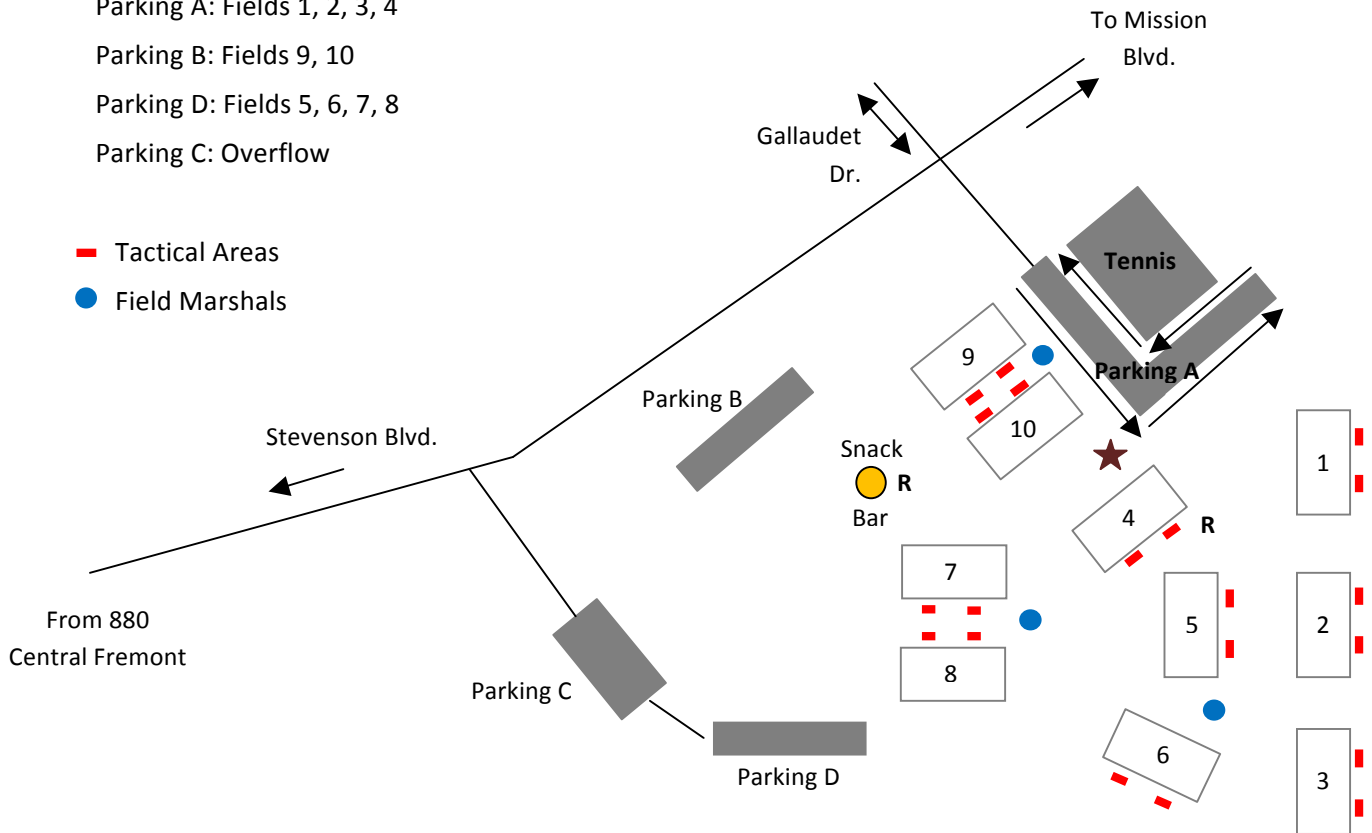 Parking A: Fields 1, 2, 3, 4
Parking B: Fields 9, 10
Parking D: Fields 5, 6, 7, 8
Parking C: Overflow
Tactical Areas
Field Marshals
To Mission
Blvd.
Gallaudet
Dr.
Tennis
9
Parking A
Parking B
10
Stevenson Blvd.
Snack
1
R
Bar
4
R
7
From 880
Central Fremont
5
2
8
Parking C
6
Parking D
3